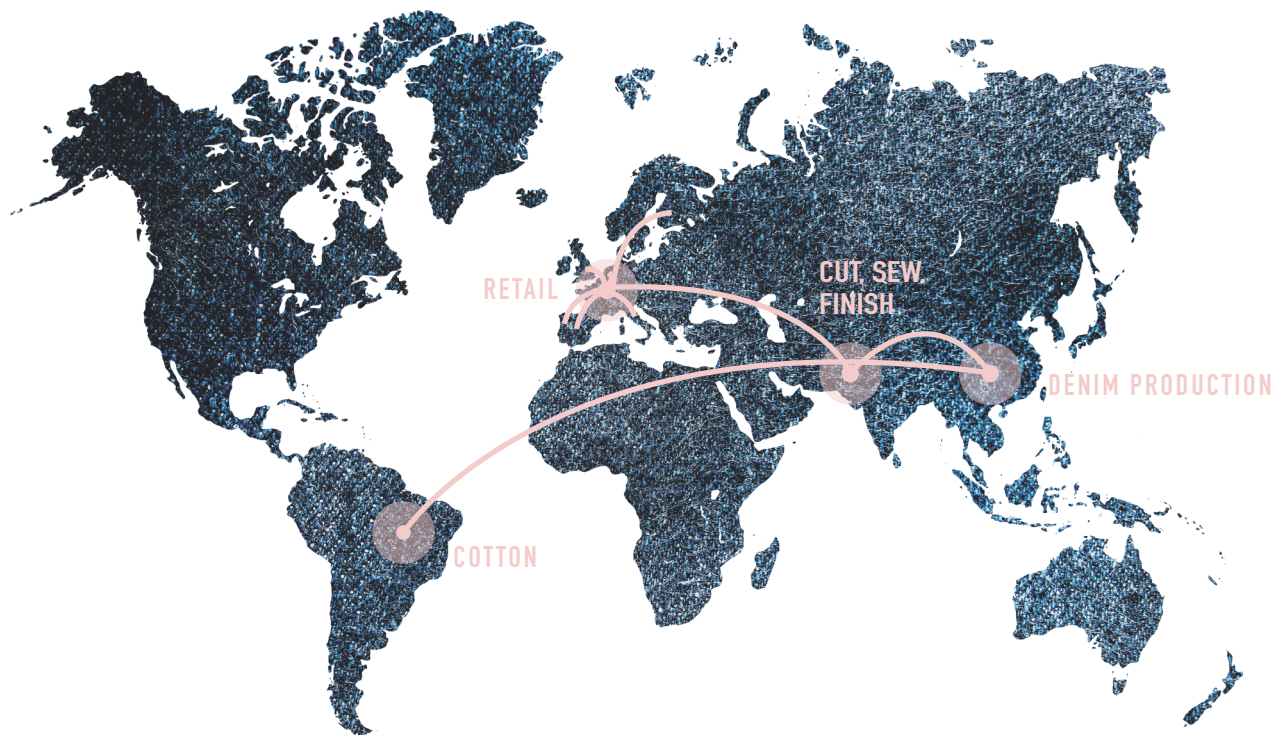 CUT, SEW,
FINISH
RETAIL
DENIM PRODUCTION
COTTON